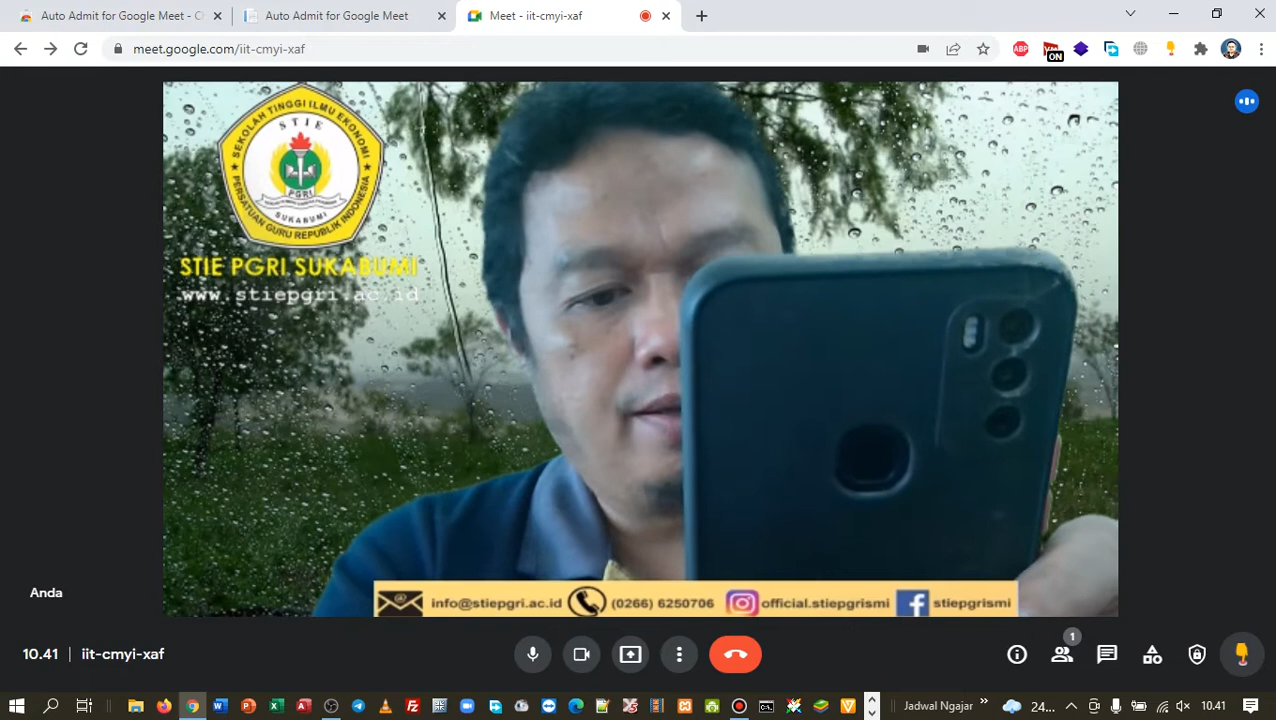 Auto Admit for Google Meet - C
Auto Admit for Google Meet
Meet - iit-cmyi-xaf
meet.google.com/iit-cmyi-xaf
ABP
ON
SEKOLAH TINGGI ILMU EKONOMI
STIE
PGRI
SUKABUMI
PERSATUAN GURU REPUBLIK INDONESIA
STIE PGRI SUKABUMI
www.stiepgri.ac.id
info@stiepgri.ac.id
(0266) 6250706
official.stiepgrismi
stiepgrismi
Anda
10.41 | iit-cmyi-xaf
1
Jadwal Ngajar
24...
10.41